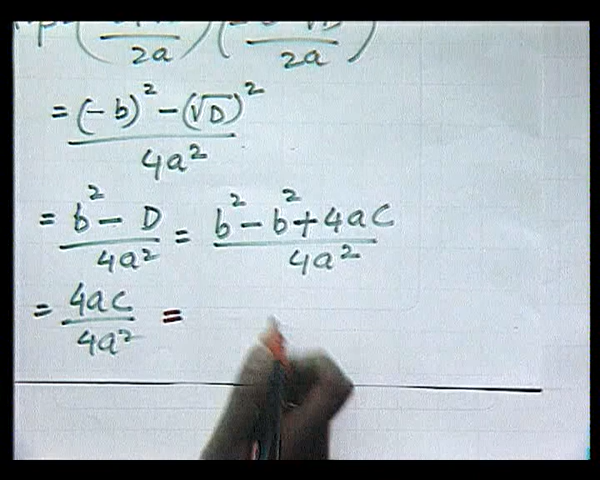 2a 2a
= (-b)² - (√D)² / 4a²
= b² - D / 4a² = b² - b² + 4ac / 4a²
= 4ac / 4a² =